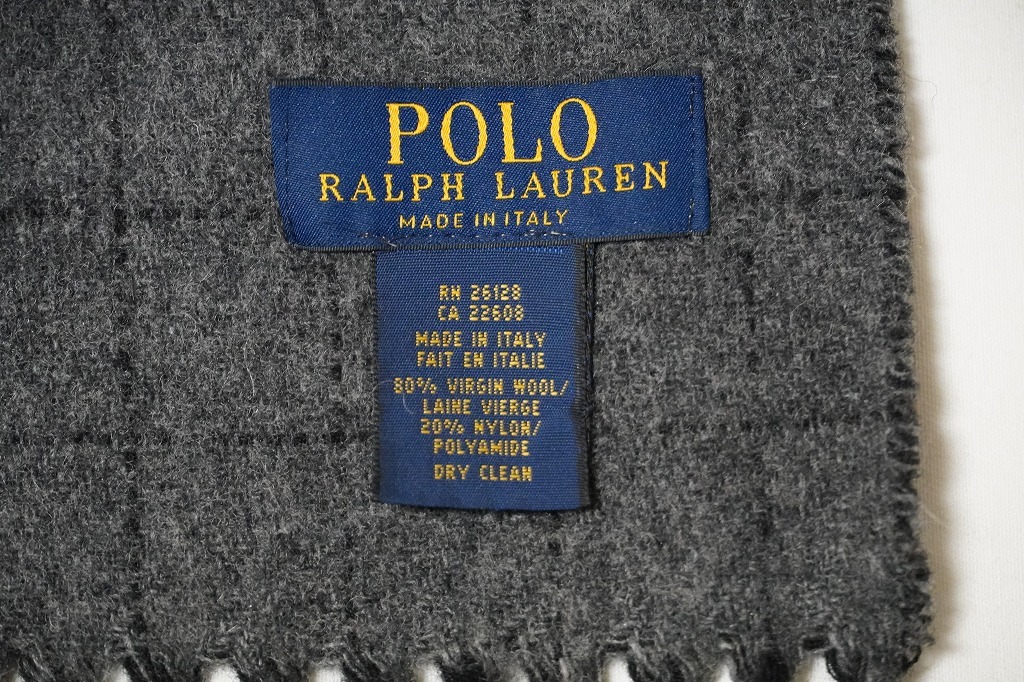 POLO
RALPH LAUREN
MADE IN ITALY
RN 26128
CA 22608
MADE IN ITALY
FAIT EN ITALIE
80% VIRGIN WOOL/
LAINE VIERGE
20% NYLON/
POLYAMIDE
DRY CLEAN